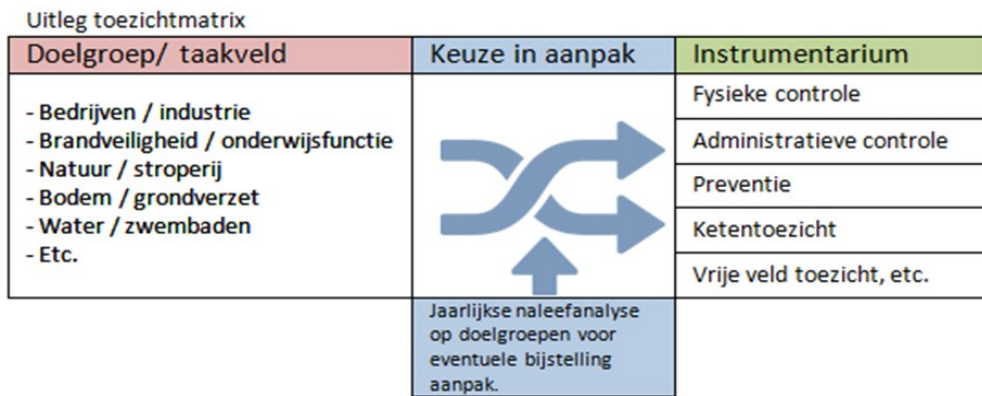 Uitleg toezichtmatrix
Doelgroep/ taakveld
Keuze in aanpak
Instrumentarium
- Bedrijven / industrie
- Brandveiligheid / onderwijsfunctie
- Natuur / stroperij
- Bodem / grondverzet
- Water / zwembaden
- Etc.
Fysieke controle
Administratieve controle
Preventie
Ketentoezicht
Vrije veld toezicht, etc.
Jaarlijkse naleefanalyse
op doelgroepen voor
eventuele bijstelling
aanpak.